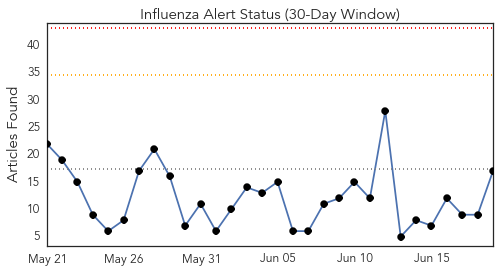 Influenza Alert Status (30-Day Window)
Articles Found
40
35
30
25
20
15
10
5
May 21
May 26
May 31
Jun 05
Jun 10
Jun 15